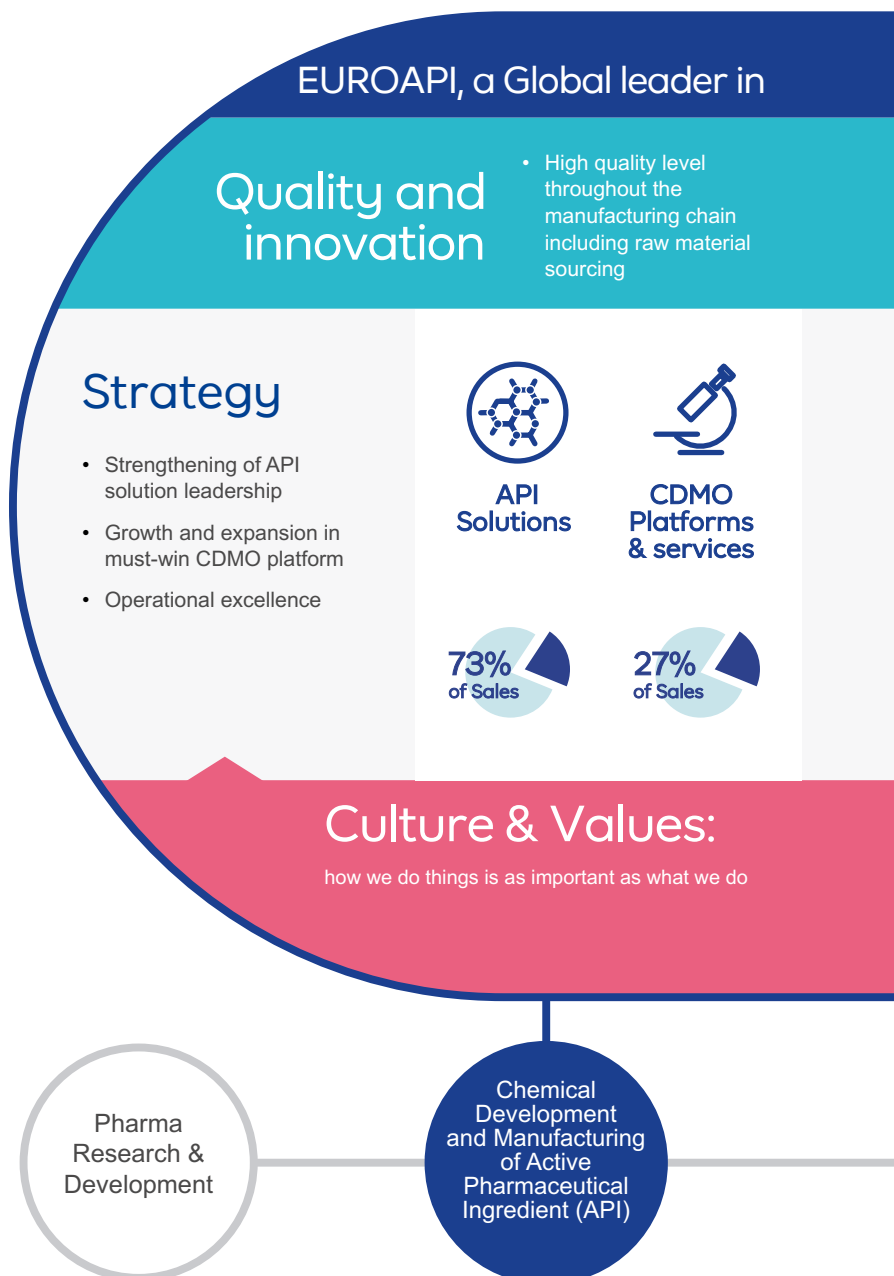 EUROAPI, a Global leader in
Quality and
innovation
• High quality level
throughout the
manufacturing chain
including raw material
sourcing
Strategy
• Strengthening of API
solution leadership
• Growth and expansion in
must-win CDMO platform
• Operational excellence
API
Solutions
CDMO
Platforms
& services
73%
of Sales
27%
of Sales
Culture & Values:
how we do things is as important as what we do
Pharma
Research &
Development
Chemical
Development
and Manufacturing
of Active
Pharmaceutical
Ingredient (API)